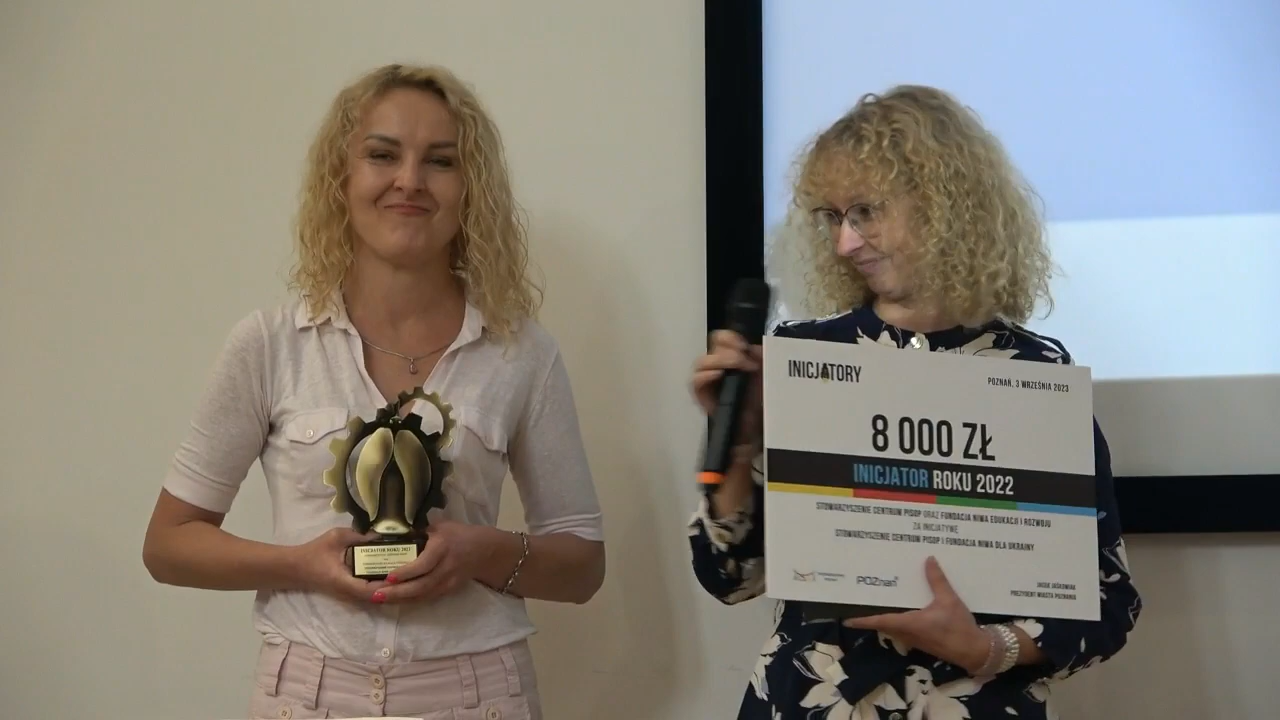 INICJATORY
POZNAŃ, 3 WRZEŚNIA 2023
8 000 ZŁ
INICJATOR ROKU 2022
STOWARZYSZENIE CENTRUM PISOP ORAZ FUNDACJA NIWA EDUKACJI I ROZWOJU
ZA INICJATYWĘ
STOWARZYSZENIE CENTRUM PISOP I FUNDACJA NIWA DLA UKRAINY
POZnan*
JACEK JAŚKOWIAK
PREZYDENT MIASTA POZNANIA
INICJATOR ROKU 2022